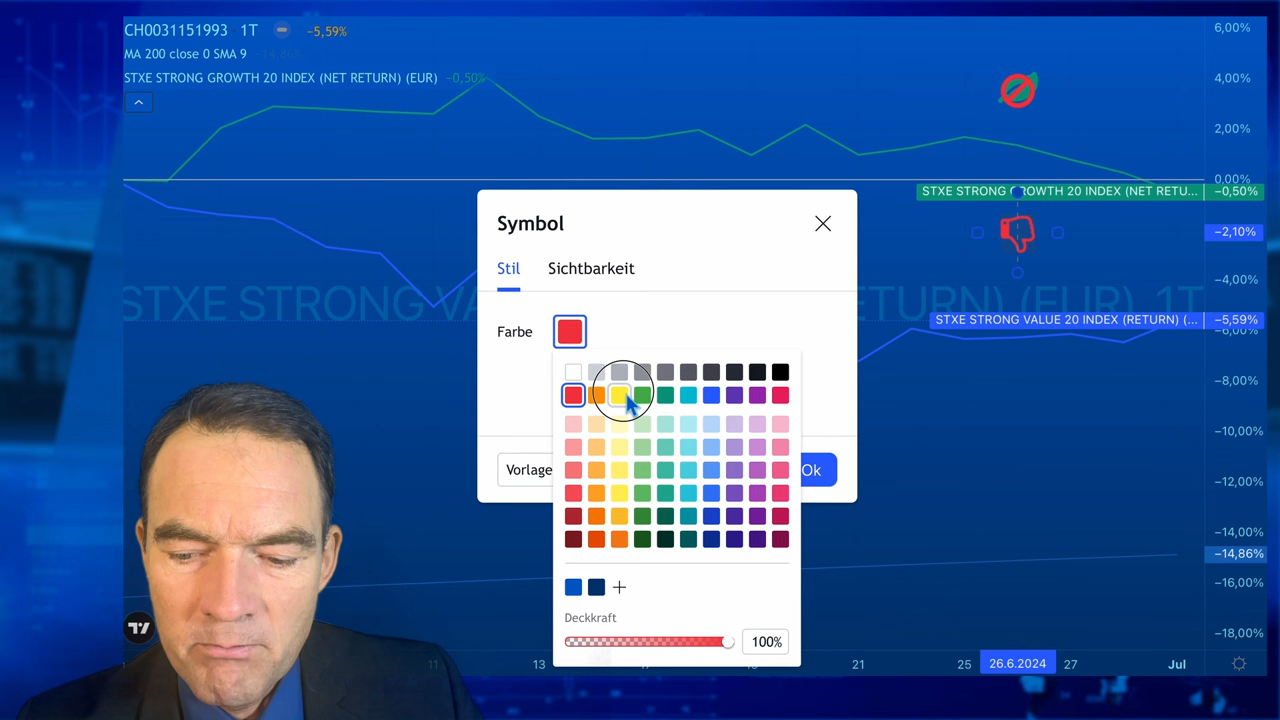 CH0031151993 1T −5,59%
MA 200 close 0 SMA 9 −14,86%
STXE STRONG GROWTH 20 INDEX (NET RETURN) (EUR) −0,50%
6,00%
4,00%
2,00%
0,00%
STXE STRONG GROWTH 20 INDEX (NET RETU... −0,50%
−2,10%
−4,00%
STXE STRONG VALUE 20 INDEX (RETURN) (... −5,59%
−6,00%
−8,00%
−10,00%
−12,00%
−14,00%
−14,86%
−16,00%
−18,00%
STXE STRONG VA
ETURN) (EUR), 1T
Symbol
Stil Sichtbarkeit
Farbe
Vorlage
Ok
Deckkraft
100%
11 13 21 25 26.6.2024 27 Jul